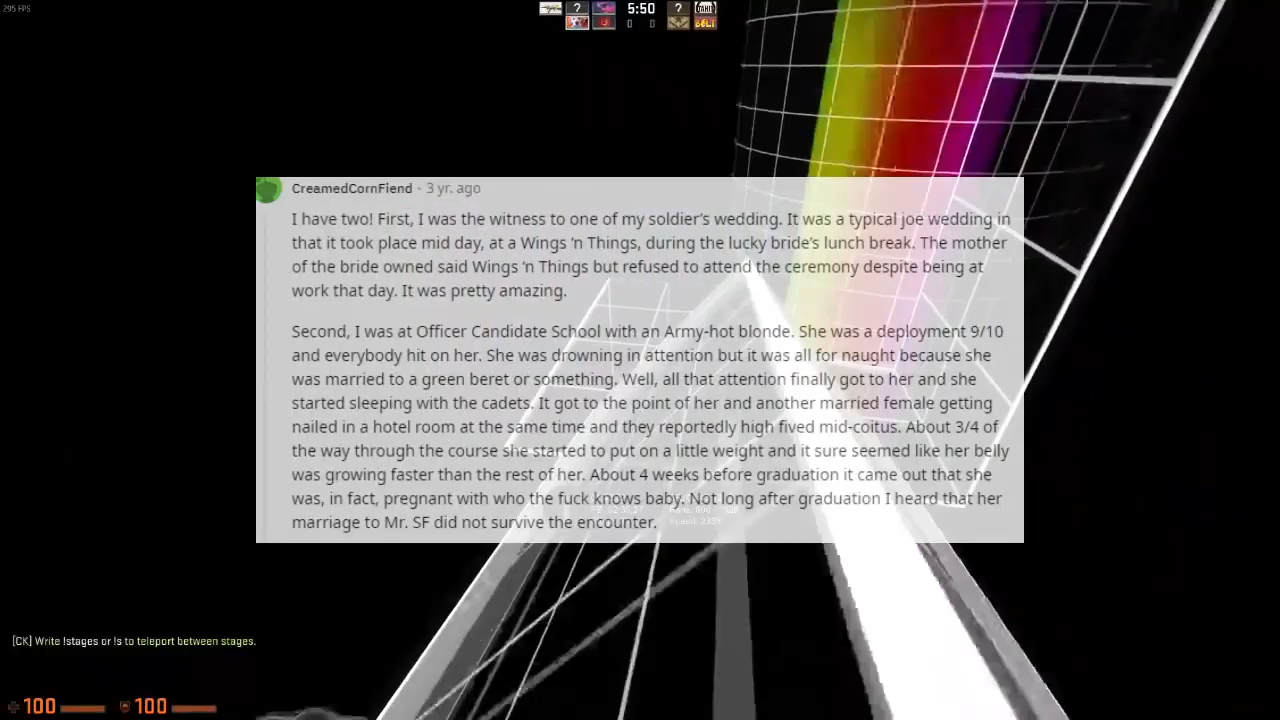 295 FPS
5:50
0 0
CreamedCornFiend · 3 yr. ago
I have two! First, I was the witness to one of my soldier’s wedding. It was a typical joe wedding in
that it took place mid day, at a Wings ‘n Things, during the lucky bride’s lunch break. The mother
of the bride owned said Wings ‘n Things but refused to attend the ceremony despite being at
work that day. It was pretty amazing.
Second, I was at Officer Candidate School with an Army-hot blonde. She was a deployment 9/10
and everybody hit on her. She was drowning in attention but it was all for naught because she
was married to a green beret or something. Well, all that attention finally got to her and she
started sleeping with the cadets. It got to the point of her and another married female getting
nailed in a hotel room at the same time and they reportedly high fived mid-coitus. About 3/4 of
the way through the course she started to put on a little weight and it sure seemed like her belly
was growing faster than the rest of her. About 4 weeks before graduation it came out that she
was, in fact, pregnant with who the fuck knows baby. Not long after graduation I heard that her
marriage to Mr. SF did not survive the encounter.
[CK] Write !stages or !s to teleport between stages.
100 100